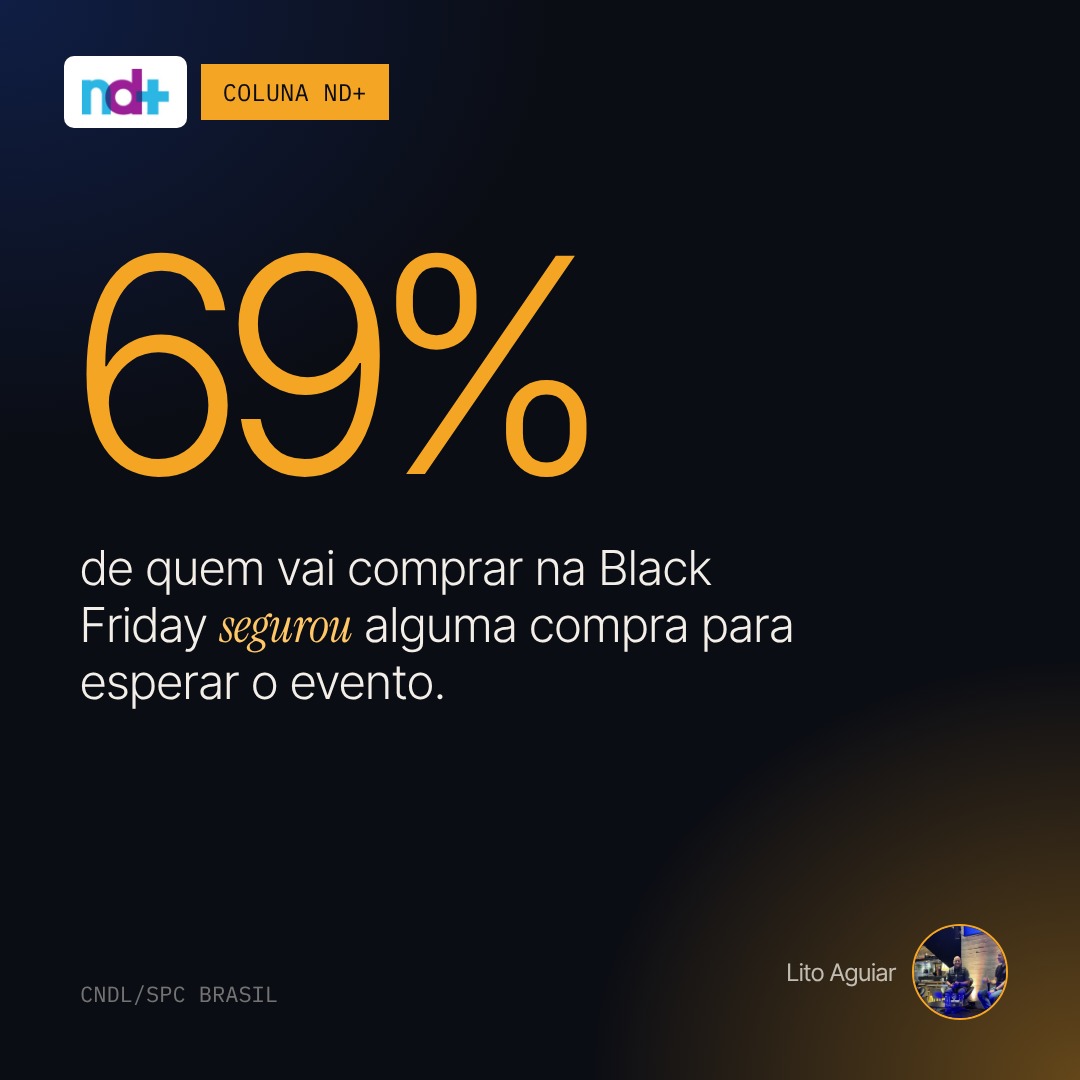 nd+
COLUNA ND+
69%
de quem vai comprar na Black
Friday segurou alguma compra para
esperar o evento.
Lito Aguiar
CNDL/SPC BRASIL